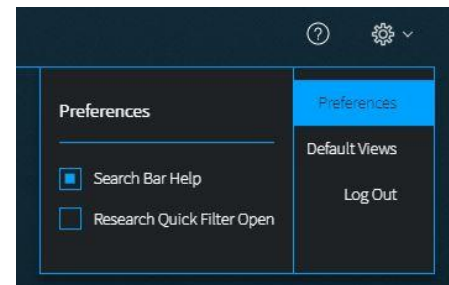 Preferences
Search Bar Help
Research Quick Filter Open
Preferences
Default Views
Log Out